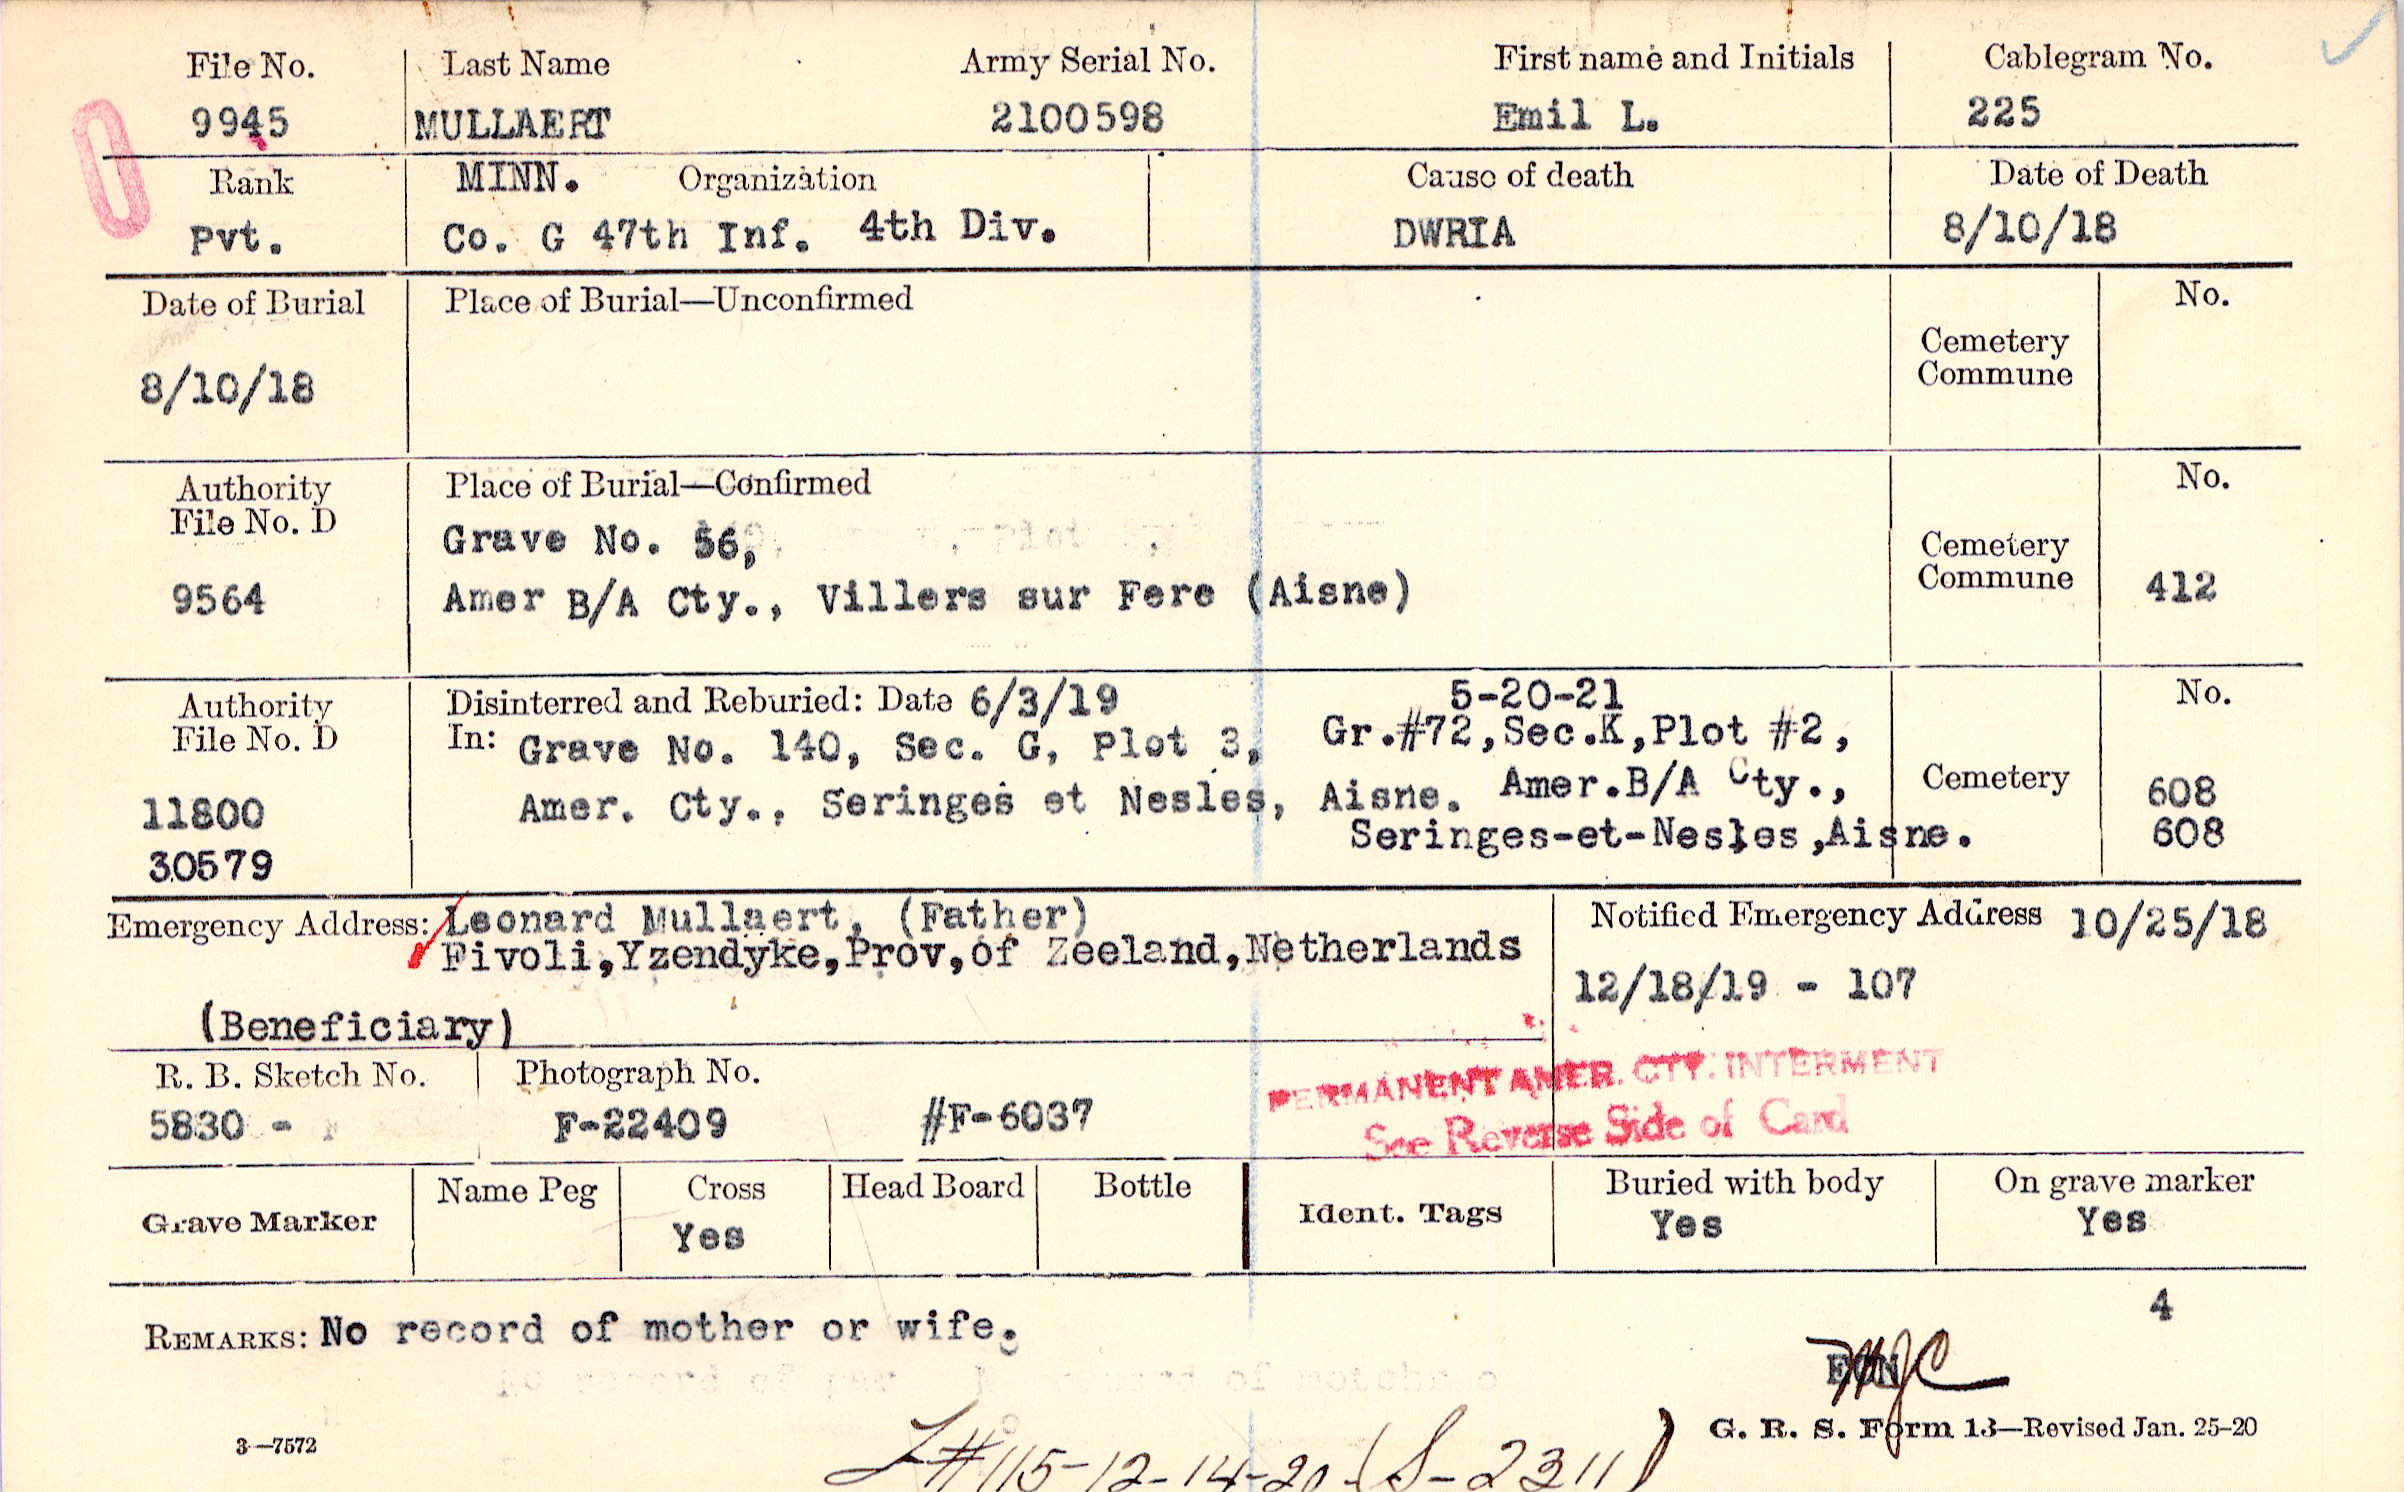 File No. Last Name Army Serial No. First name and Initials Cablegram No.
9945 MULLAERT 2100598 Emil L. 225
Rank MINN. Organization Cause of death Date of Death
Pvt. Co. G 47th Inf. 4th Div. DWRIA 8/10/18
Date of Burial Place of Burial—Unconfirmed No.
Cemetery
Commune
8/10/18
Authority Place of Burial—Confirmed No.
File No. D
Grave No. 56,
Cemetery
9564 Amer B/A Cty., Villers sur Fere (Aisne) Commune 412
Authority Disinterred and Reburied: Date 6/3/19 5-20-21 No.
File No. D In: Grave No. 140, Sec. G, Plot 3, Gr.#72,Sec.K,Plot #2,
11800 Amer. Cty., Seringes et Nesles, Aisne. Amer.B/A Cty., Cemetery 608
30579 Seringes-et-Nesles,Aisne. 608
Emergency Address: Leonard Mullaert, (Father) Notified Emergency Address 10/25/18
Fivoli,Yzendyke,Prov,of Zeeland,Netherlands
12/18/19 - 107
(Beneficiary)
R. B. Sketch No. Photograph No. PERMANENT AMER. CTY. INTERMENT
5830 - F-22409 #F-6037 See Reverse Side of Card
Grave Marker Name Peg Cross Head Board Bottle Ident. Tags Buried with body On grave marker
Yes Yes Yes
4
REMARKS: No record of mother or wife.
MJC
3—7572 G. R. S. Form 13—Revised Jan. 25-20
L#115-12-14-20 (S-2311)